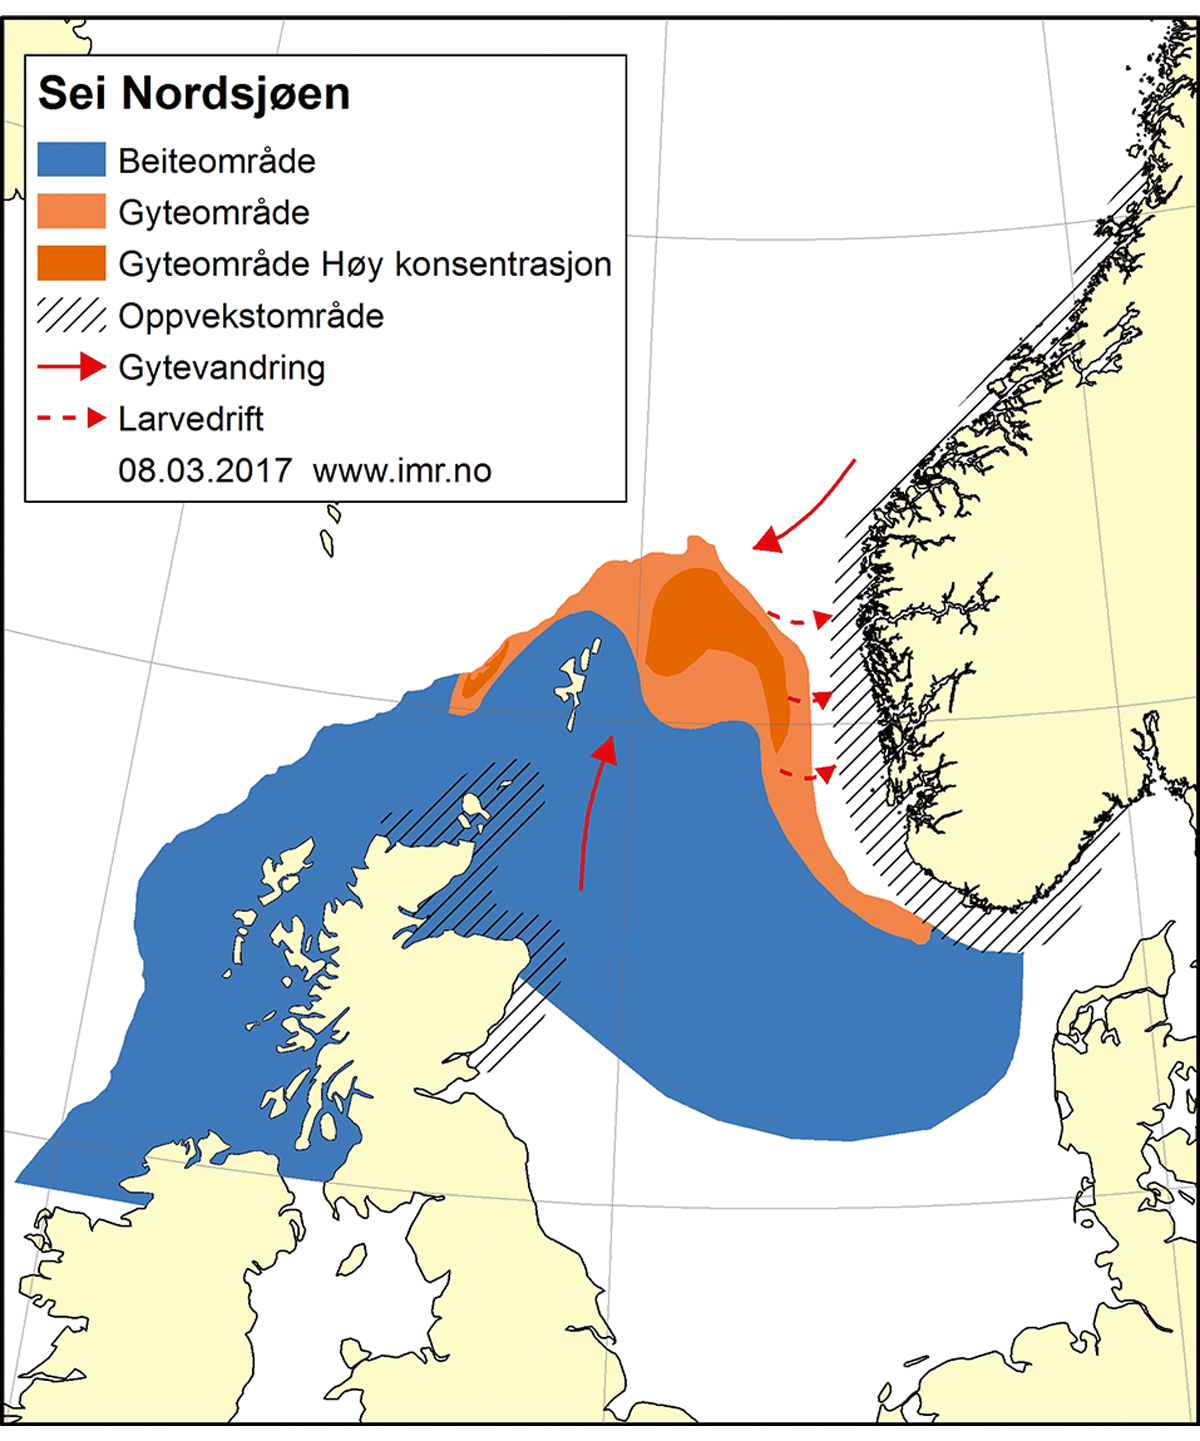 Sei Nordsjøen
Beiteområde
Gyteområde
Gyteområde Høy konsentrasjon
Oppvekstområde
Gytevandring
Larvedrift
08.03.2017 www.imr.no